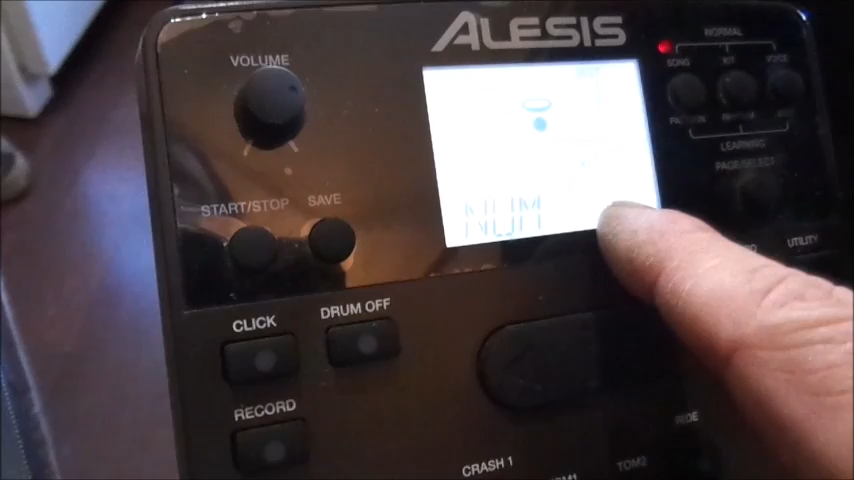 ALESIS
NORMAL
VOLUME
SONG KIT VOICE
LEARNING
PAGE/SELECT
START/STOP SAVE
NUM
UTILITY
CLICK
DRUM OFF
RECORD
RIDE
CRASH 1
TOM2